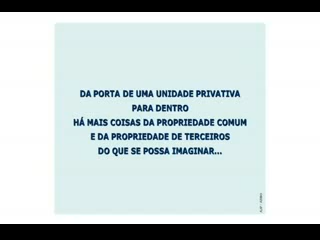 DA PORTA DE UMA UNIDADE PRIVATIVA
PARA DENTRO
HÁ MAIS COISAS DA PROPRIEDADE COMUM
E DA PROPRIEDADE DE TERCEIROS
DO QUE SE POSSA IMAGINAR...